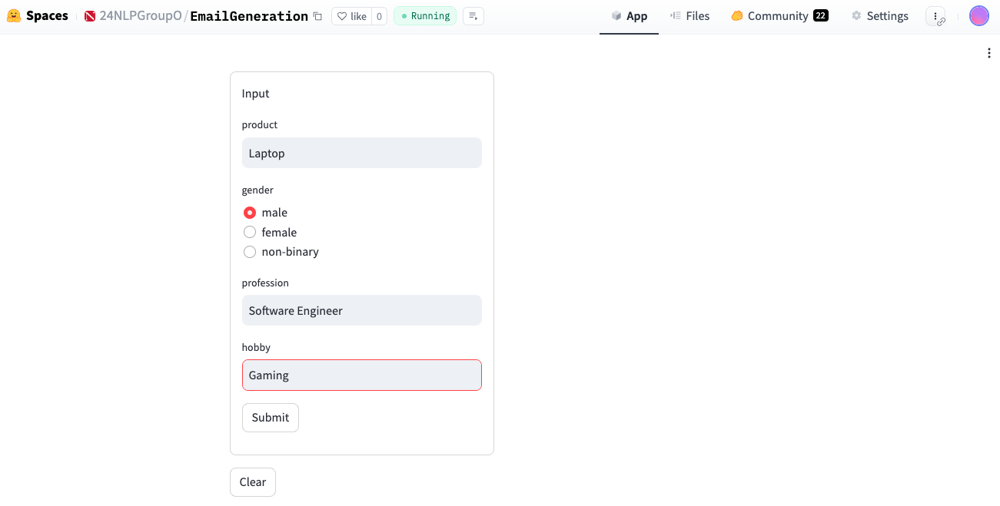 Spaces 24NLPGroupO/EmailGeneration like 0 Running App Files Community 22 Settings
Input
product
Laptop
gender
male
female
non-binary
profession
Software Engineer
hobby
Gaming
Submit
Clear